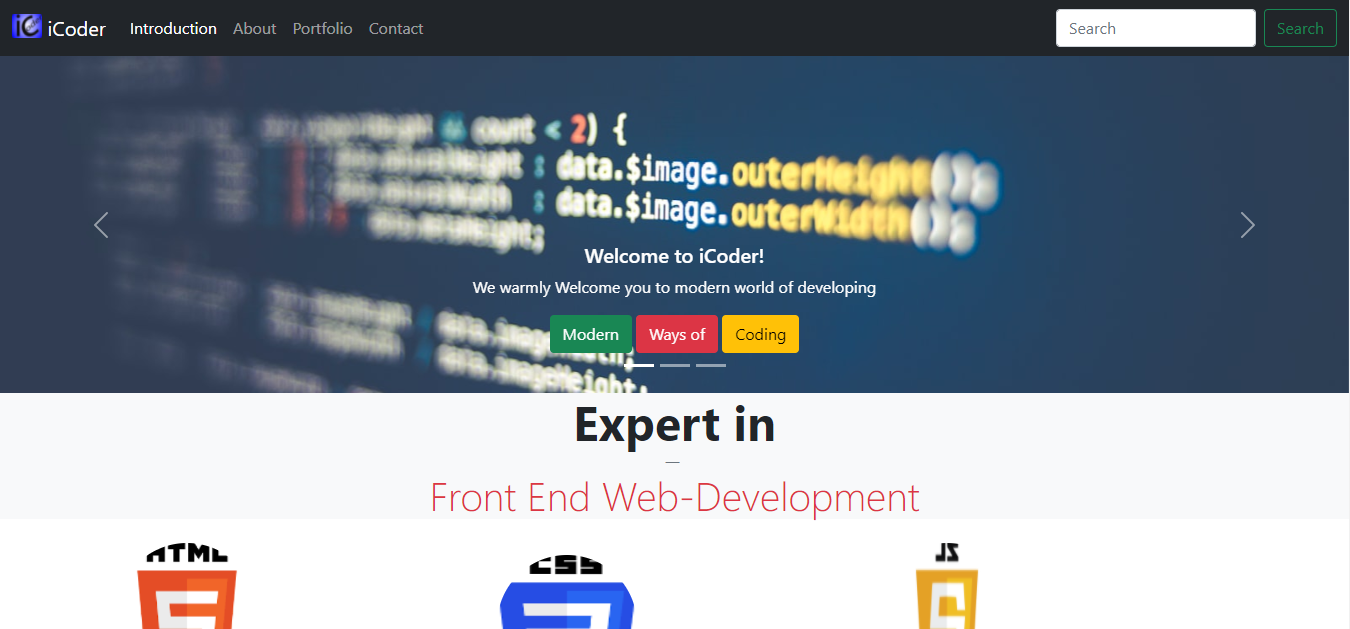 iC iCoder Introduction About Portfolio Contact Search Search
count < 2) {
: data.$image.outerHeight()
: data.$image.outerWidth()
Welcome to iCoder!
We warmly Welcome you to modern world of developing
Modern Ways of Coding
Expert in
Front End Web-Development
HTML CSS JS